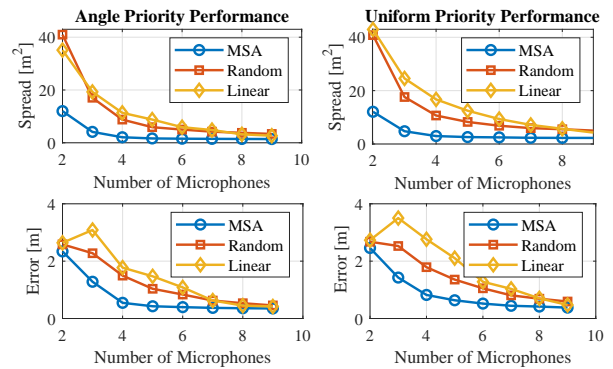 Angle Priority Performance
Spread [m²]
40
20
0
2 4 6 8 10
Number of Microphones
MSA
Random
Linear
Uniform Priority Performance
Spread [m²]
40
20
0
2 4 6 8
Number of Microphones
MSA
Random
Linear
Error [m]
4
2
0
2 4 6 8 10
Number of Microphones
MSA
Random
Linear
Error [m]
4
2
0
2 4 6 8 10
Number of Microphones
MSA
Random
Linear